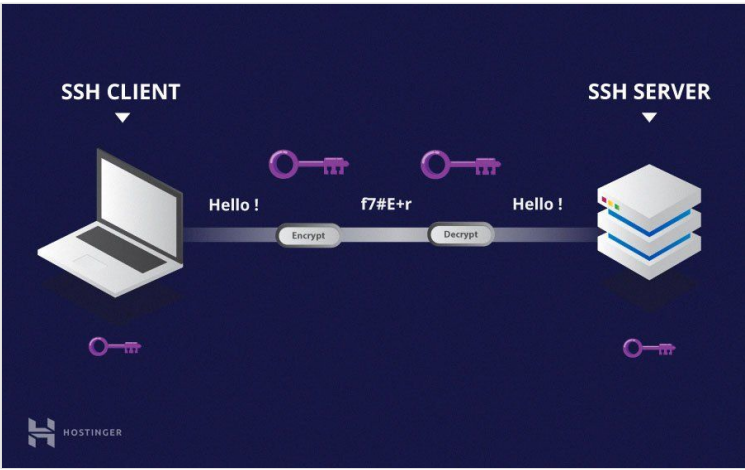 SSH CLIENT
SSH SERVER
Hello !
f7#E+r
Hello !
Encrypt
Decrypt
HOSTINGER